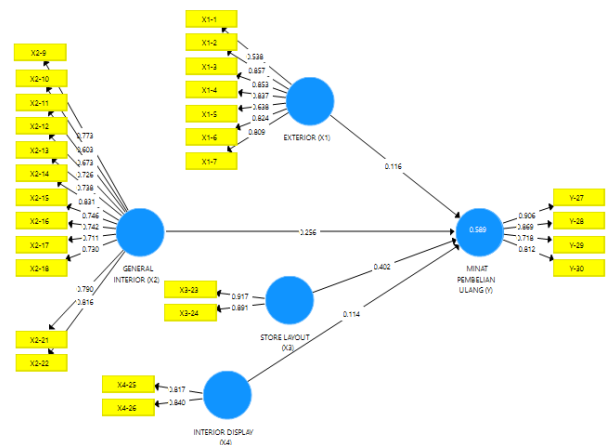 X1-1
X1-2
X1-3
X1-4
X1-5
X1-6
X1-7
0.538
0.857
0.853
0.837
0.638
0.824
0.809
EXTERIOR (X1)
X2-9
X2-10
X2-11
X2-12
X2-13
X2-14
X2-15
X2-16
X2-17
X2-18
X2-21
X2-22
0.773
0.603
0.673
0.726
0.738
0.831
0.746
0.742
0.711
0.730
0.790
0.816
GENERAL
INTERIOR (X2)
0.116
0.256
0.402
0.114
X3-23
X3-24
0.917
0.891
STORE LAYOUT
(X3)
X4-25
X4-26
0.817
0.840
INTERIOR DISPLAY
(X4)
0.589
MINAT
PEMBELIAN
ULANG (Y)
0.906
0.869
0.718
0.812
Y-27
Y-28
Y-29
Y-30